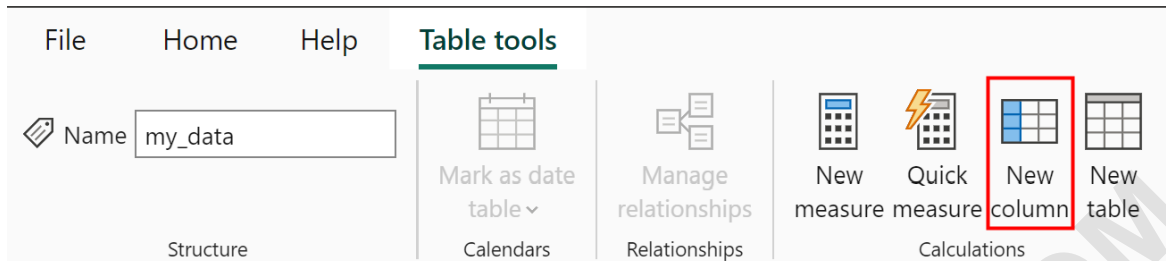 File Home Help Table tools
Name my_data
Mark as date
table
Manage
relationships
New
measure
Quick
measure
New
column
New
table
Structure Calendars Relationships Calculations
OM